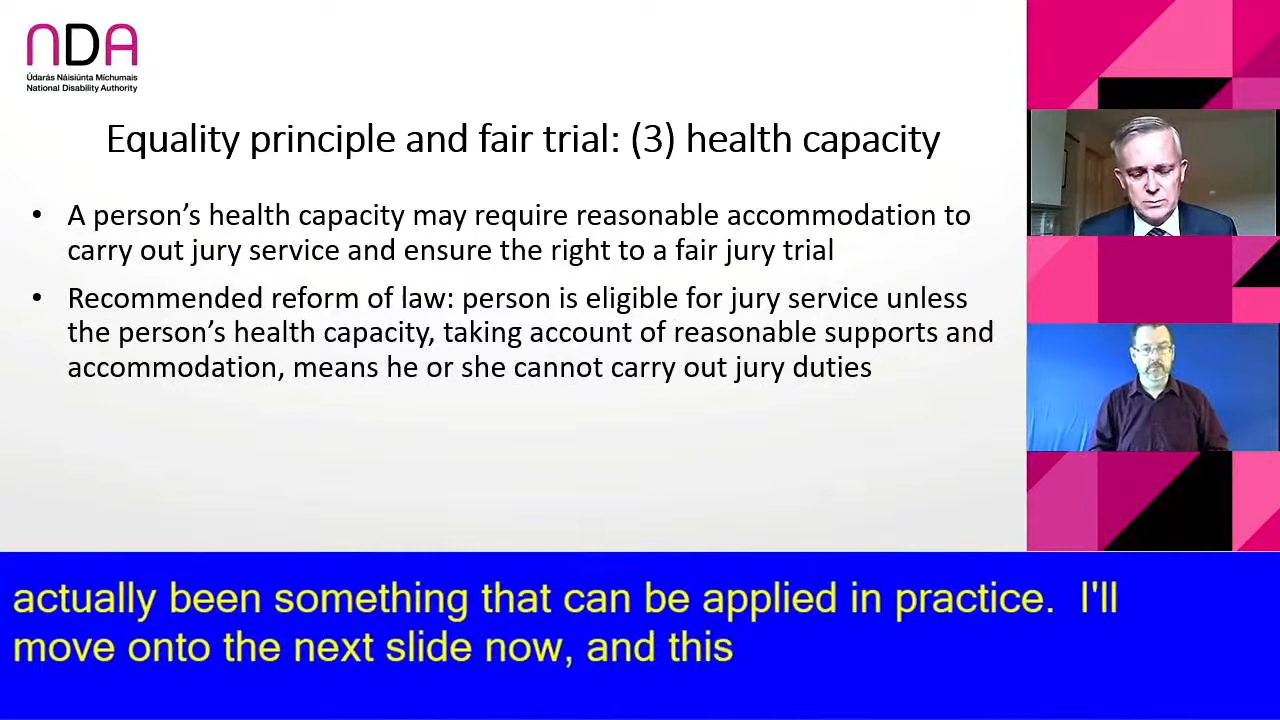 NDA
Údarás Náisiúnta Míchumais
National Disability Authority
Equality principle and fair trial: (3) health capacity
• A person’s health capacity may require reasonable accommodation to
carry out jury service and ensure the right to a fair jury trial
• Recommended reform of law: person is eligible for jury service unless
the person’s health capacity, taking account of reasonable supports and
accommodation, means he or she cannot carry out jury duties
actually been something that can be applied in practice.  I'll
move onto the next slide now, and this